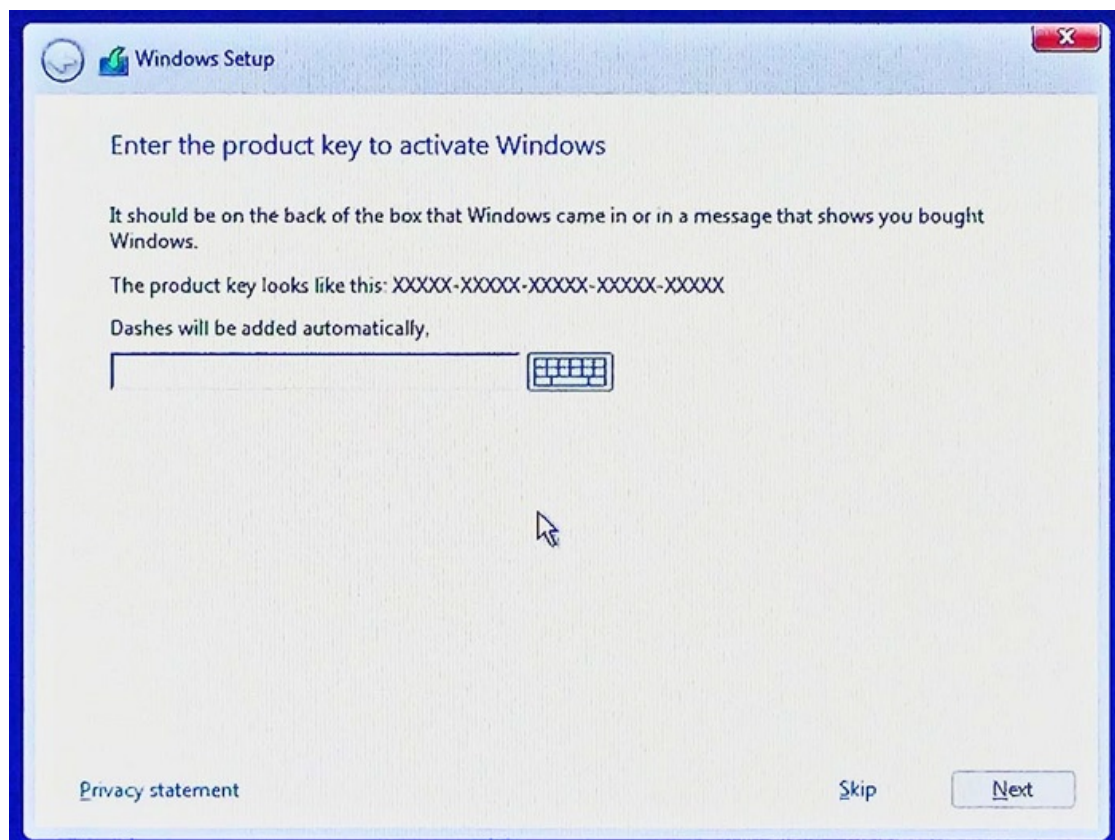 Windows Setup
X
Enter the product key to activate Windows
It should be on the back of the box that Windows came in or in a message that shows you bought
Windows.
The product key looks like this: XXXXX-XXXXX-XXXXX-XXXXX-XXXXX
Dashes will be added automatically,
Privacy statement
Skip
Next